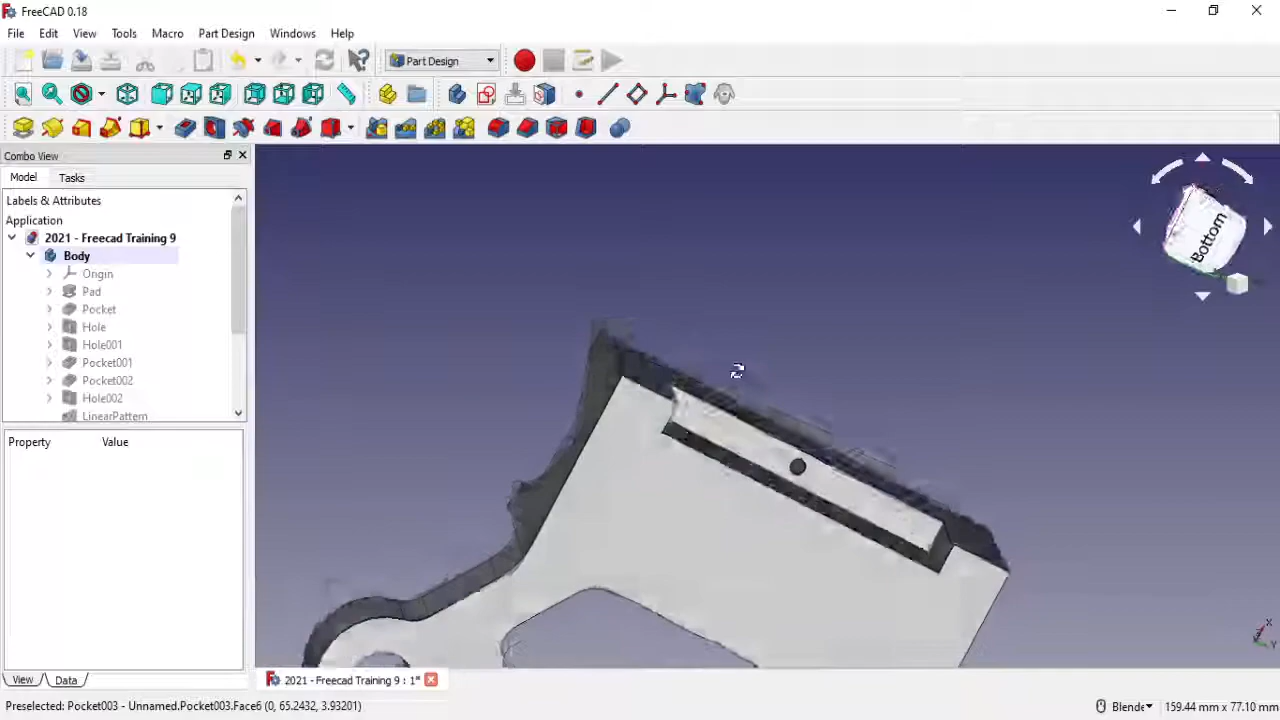 FreeCAD 0.18
File Edit View Tools Macro Part Design Windows Help
Part Design
Combo View
Model Tasks
Labels & Attributes
Application
2021 - Freecad Training 9
Body
Origin
Pad
Pocket
Hole
Hole001
Pocket001
Pocket002
Hole002
LinearPattern
Property Value
View Data
Bottom
X
Y
2021 - Freecad Training 9 : 1*
Preselected: Pocket003 - Unnamed.Pocket003.Face6 (0, 65.2432, 3.93201)
Blende
159.44 mm x 77.10 mm